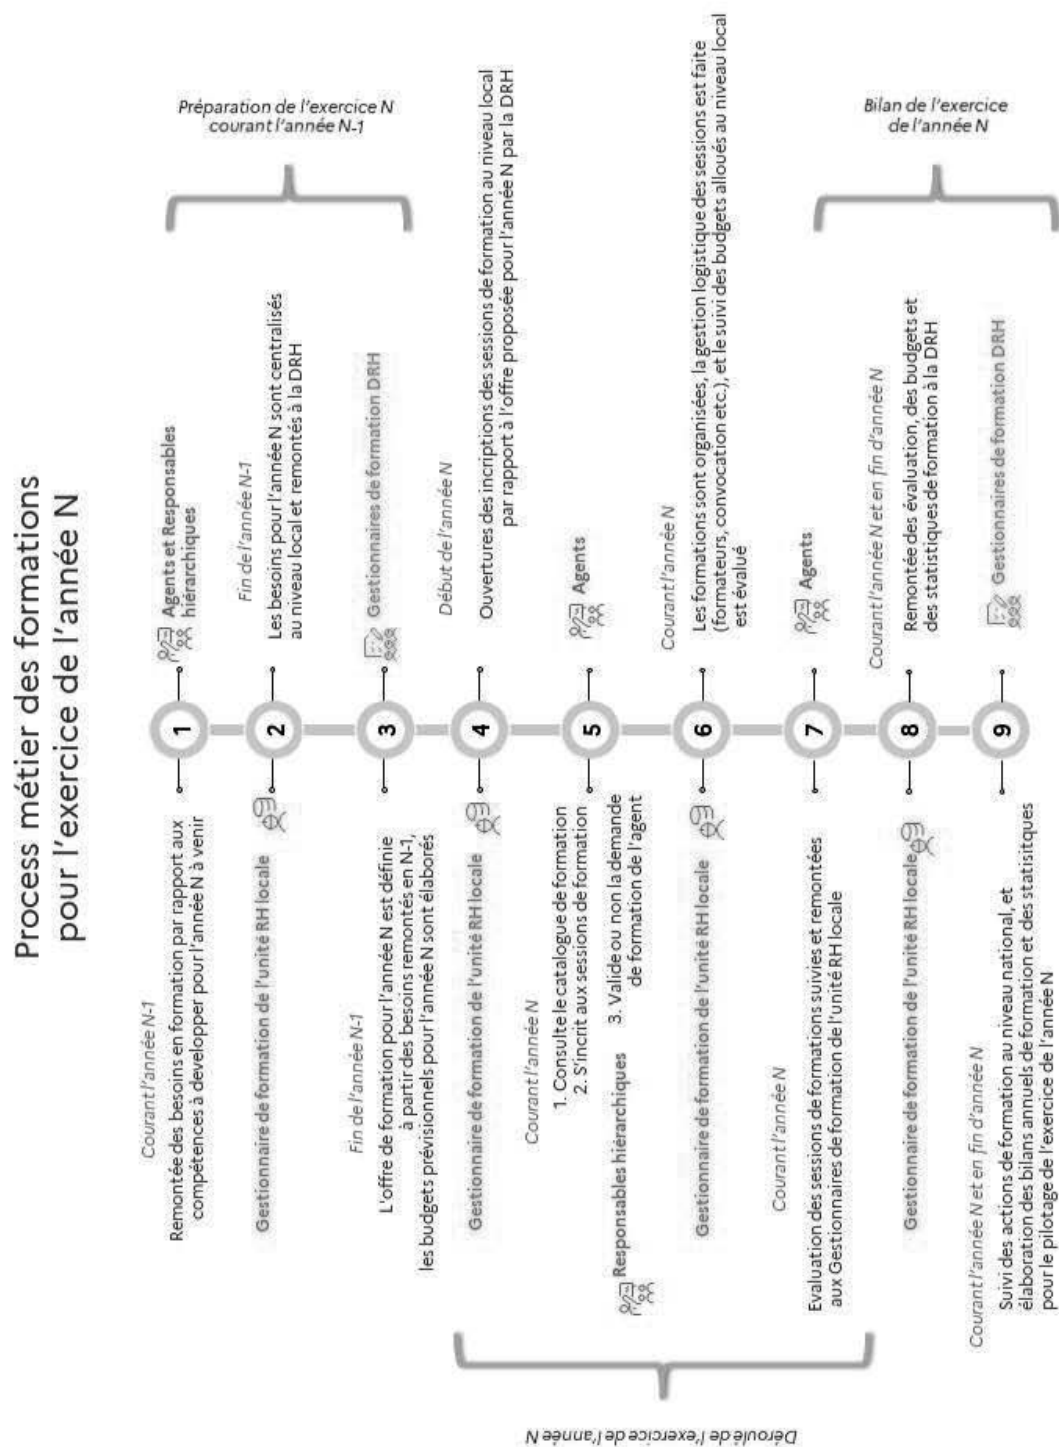 Process métier des formations
pour l'exercice de l'année N
Préparation de l'exercice N
courant l'année N-1
Courant l'année N-1
Remontée des besoins en formation par rapport aux
compétences à developper pour l'année N à venir
1
Agents et Responsables
hiérarchiques
Gestionnaire de formation de l'unité RH locale
2
Fin de l'année N-1
Les besoins pour l'année N sont centralisés
au niveau local et remontés à la DRH
Fin de l'année N-1
L'offre de formation pour l'année N est définie
à partir des besoins remontés en N-1,
les budgets prévisionnels pour l'année N sont élaborés
3
Gestionnaires de formation DRH
Déroulé de l'exercice de l'année N
Gestionnaire de formation de l'unité RH locale
4
Début de l'année N
Ouvertures des incriptions des sessions de formation au niveau local
par rapport à l'offre proposée pour l'année N par la DRH
Courant l'année N
1. Consulte le catalogue de formation
2. S'incrit aux sessions de formation
Responsables hiérarchiques
3. Valide ou non la demande
de formation de l'agent
5
Agents
Gestionnaire de formation de l'unité RH locale
6
Courant l'année N
Les formations sont organisées, la gestion logistique des sessions est faite
(formateurs, convocation etc.), et le suivi des budgets alloués au niveau local
est évalué
Courant l'année N
Evaluation des sessions de formations suivies et remontées
aux Gestionnaires de formation de l'unité RH locale
7
Agents
Bilan de l'exercice
de l'année N
Gestionnaire de formation de l'unité RH locale
8
Courant l'année N et en fin d'année N
Remontée des évaluation, des budgets et
des statistiques de formation à la DRH
Courant l'année N et en fin d'année N
Suivi des actions de formation au niveau national, et
élaboration des bilans annuels de formation et des statisitques
pour le pilotage de l'exercice de l'année N
9
Gestionnaires de formation DRH